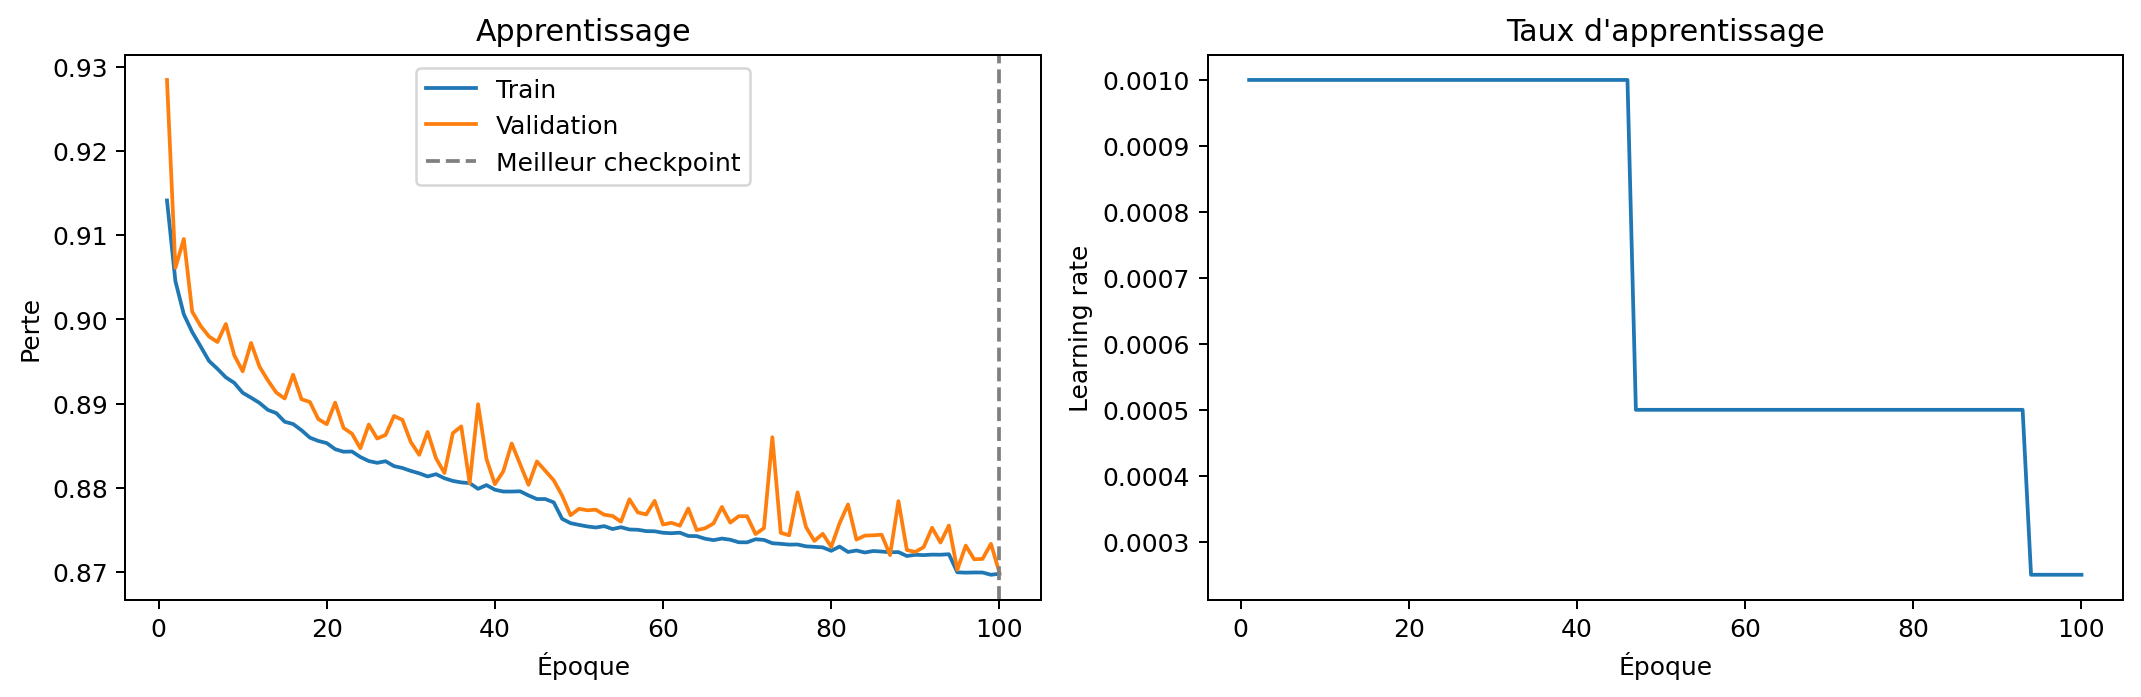 Apprentissage
0.93
0.92
0.91
0.90
0.89
0.88
0.87
Perte
Train
Validation
Meilleur checkpoint
0 20 40 60 80 100
Époque
Taux d'apprentissage
0.0010
0.0009
0.0008
0.0007
0.0006
0.0005
0.0004
0.0003
Learning rate
0 20 40 60 80 100
Époque